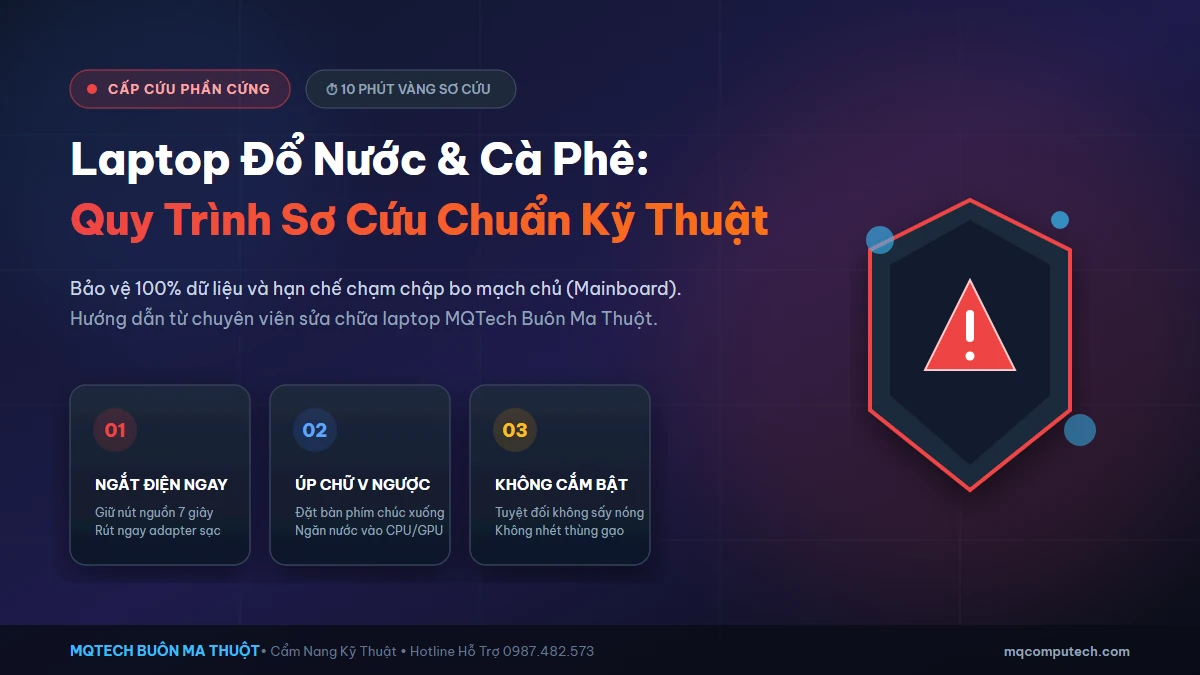 CẤP CỨU PHẦN CỨNG
⏱ 10 PHÚT VÀNG SƠ CỨU
Laptop Đổ Nước & Cà Phê:
Quy Trình Sơ Cứu Chuẩn Kỹ Thuật
Bảo vệ 100% dữ liệu và hạn chế chạm chập bo mạch chủ (Mainboard).
Hướng dẫn từ chuyên viên sửa chữa laptop MQTech Buôn Ma Thuột.
01
NGẮT ĐIỆN NGAY
Giữ nút nguồn 7 giây
Rút ngay adapter sạc
02
ÚP CHỮ V NGƯỢC
Đặt bàn phím chúc xuống
Ngăn nước vào CPU/GPU
03
KHÔNG CẮM BẬT
Tuyệt đối không sấy nóng
Không nhét thùng gạo
MQTECH BUÔN MA THUỘT • Cẩm Nang Kỹ Thuật • Hotline Hỗ Trợ 0987.482.573
mqcomputech.com